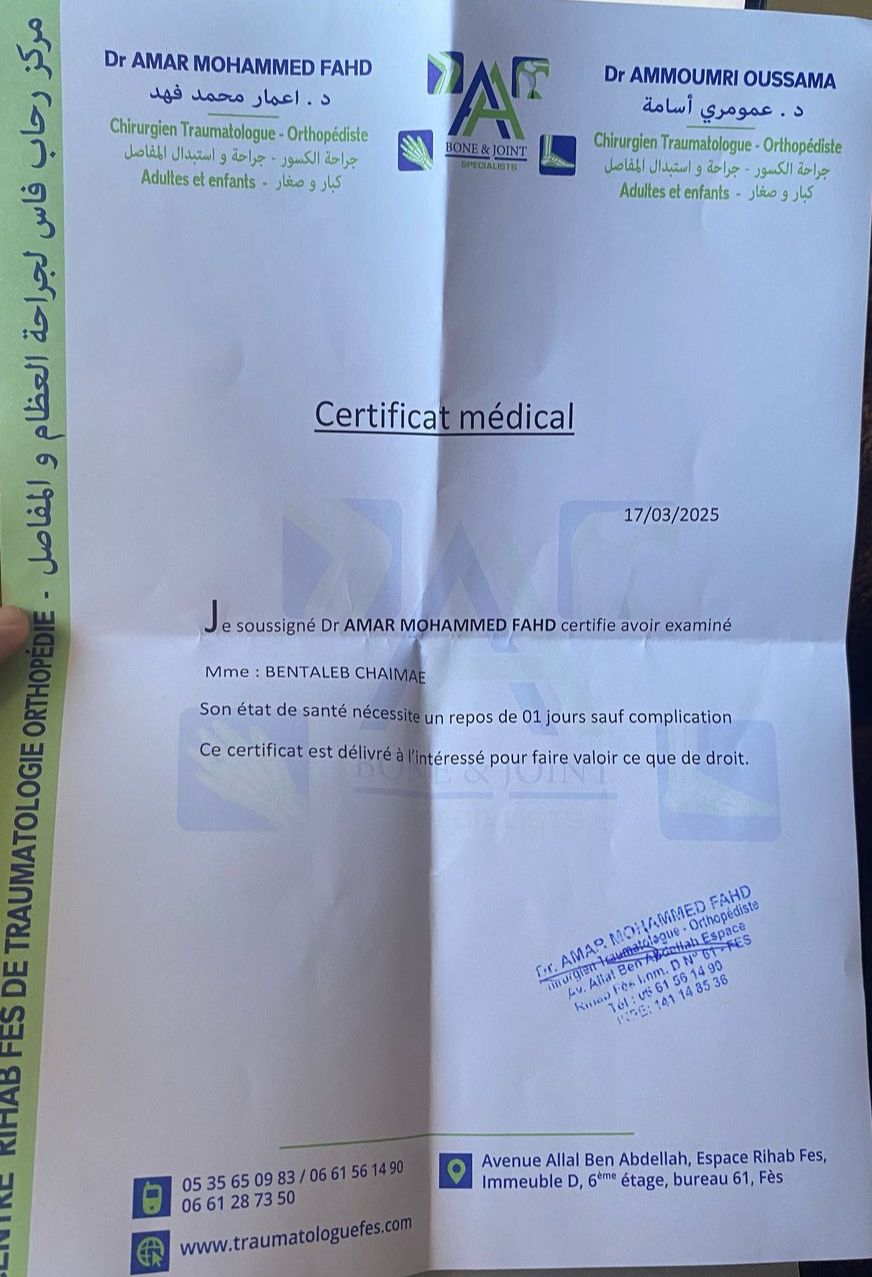 Dr AMAR MOHAMMED FAHD
د . اعمار محمد فهد
Chirurgien Traumatologue - Orthopédiste
جراحة الكسور - جراحة و استبدال المفاصل
Adultes et enfants - كبار و صغار
BONE & JOINT
SPECIALISTS
Dr AMMOUMRI OUSSAMA
د . عمومري أسامة
Chirurgien Traumatologue - Orthopédiste
جراحة الكسور - جراحة و استبدال المفاصل
Adultes et enfants - كبار و صغار
RIHAB FES DE TRAUMATOLOGIE ORTHOPÉDIE - مركز رحاب فاس لجراحة العظام و المفاصل
Certificat médical
17/03/2025
Je soussigné Dr AMAR MOHAMMED FAHD certifie avoir examiné
Mme : BENTALEB CHAIMAE
Son état de santé nécessite un repos de 01 jours sauf complication
Ce certificat est délivré à l'intéressé pour faire valoir ce que de droit.
BONE & JOINT
SPECIALISTS
Dr. AMAR MOHAMMED FAHD
Traumatologue - Orthopédiste
Av. Allal Ben Abdellah Espace
Fès Imm. D N° 61 - FES
Tél : 06 61 56 14 90
141 14 85 36
05 35 65 09 83 / 06 61 56 14 90
06 61 28 73 50
www.traumatologuefes.com
Avenue Allal Ben Abdellah, Espace Rihab Fes,
Immeuble D, 6ème étage, bureau 61, Fès